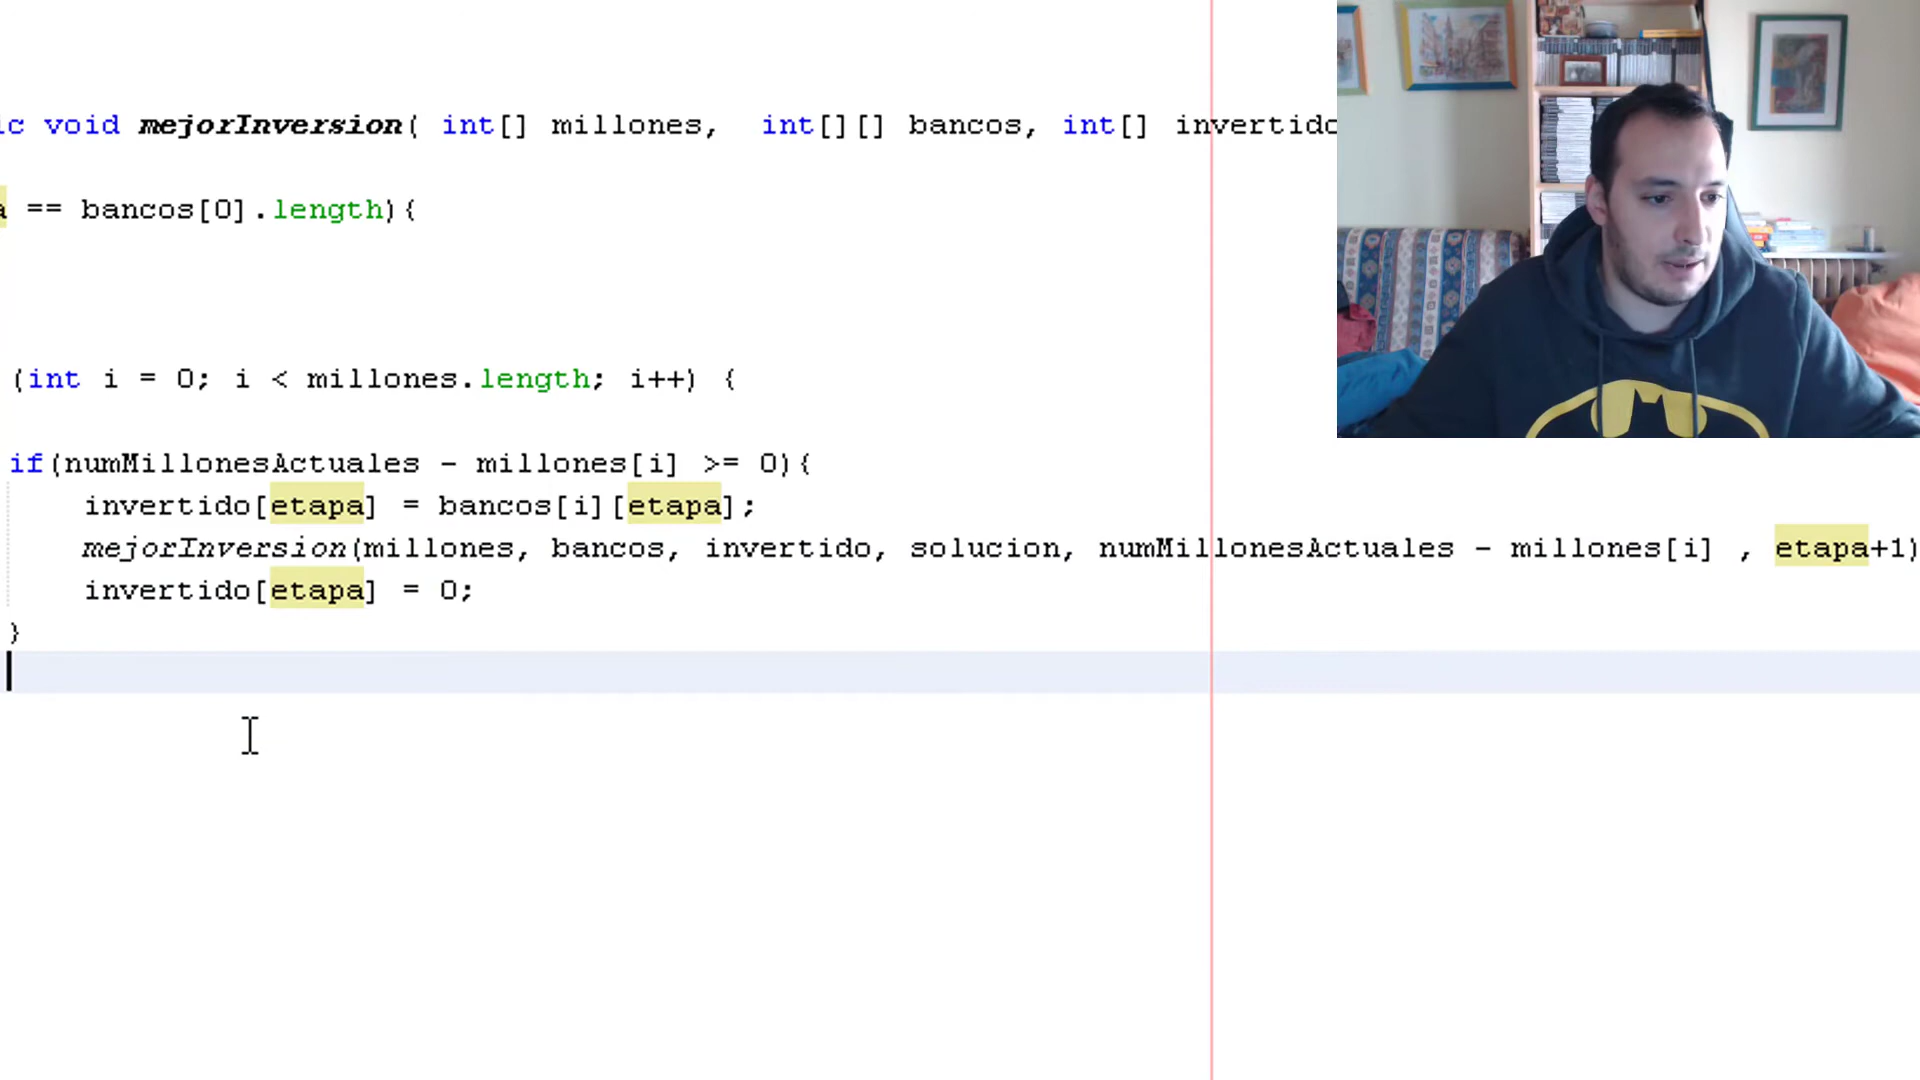 ic void mejorInversion( int[] millones,  int[][] bancos, int[] invertido
a == bancos[0].length){
(int i = 0; i < millones.length; i++) {
if(numMillonesActuales - millones[i] >= 0){
invertido[etapa] = bancos[i][etapa];
mejorInversion(millones, bancos, invertido, solucion, numMillonesActuales - millones[i] , etapa+1)
invertido[etapa] = 0;
}